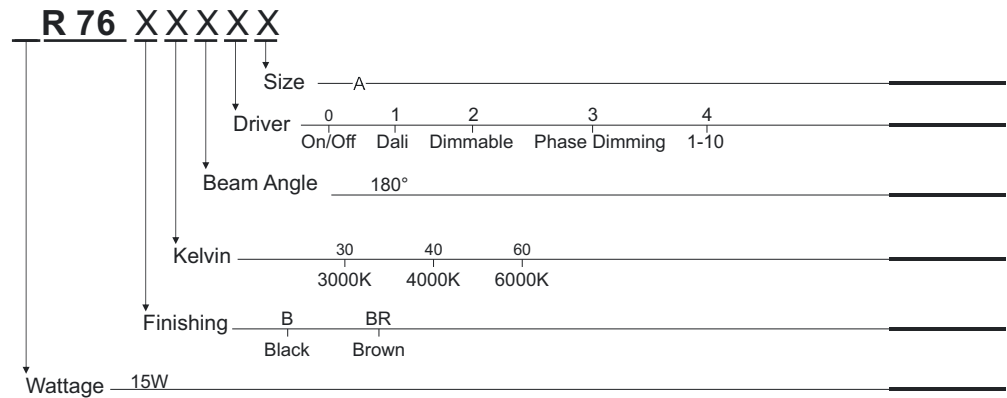 _R 76 X X X X X
Size A
Driver 0 1 2 3 4
On/Off Dali Dimmable Phase Dimming 1-10
Beam Angle 180°
Kelvin 30 40 60
3000K 4000K 6000K
Finishing B BR
Black Brown
Wattage 15W